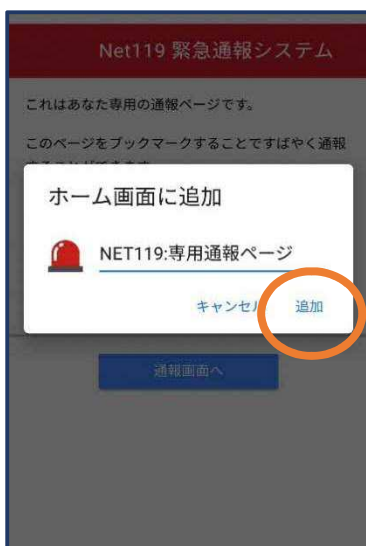 Net119 緊急通報システム
これはあなた専用の通報ページです。
このページをブックマークすることですばやく通報
ホーム画面に追加
NET119:専用通報ページ
キャンセル
追加
通報画面へ